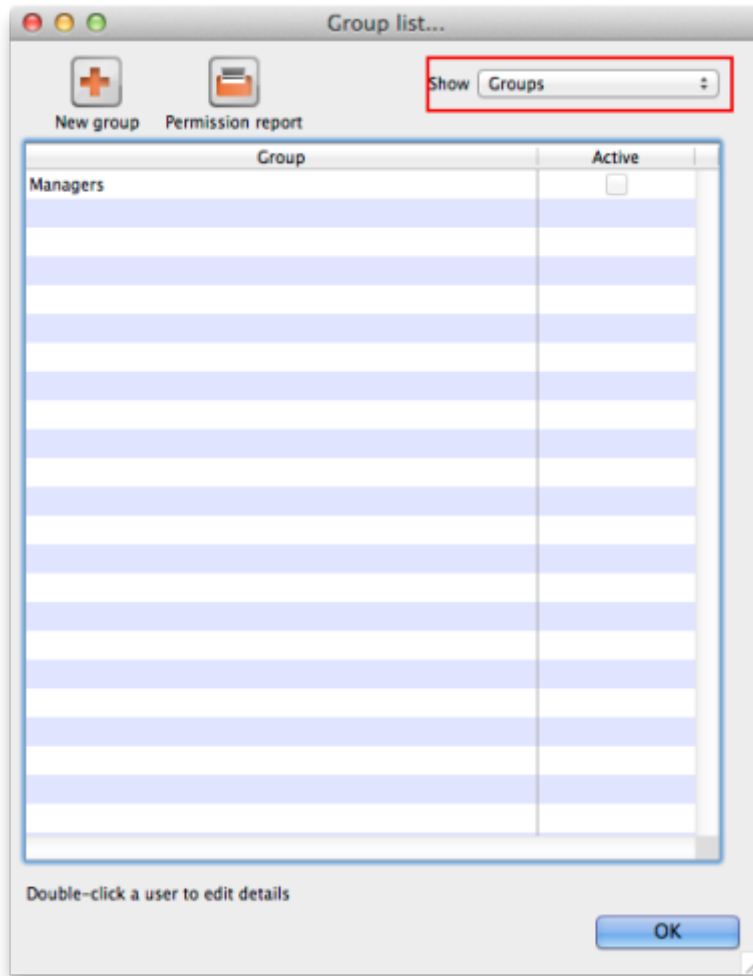 Group list...
Show Groups
New group Permission report
Group Active
Managers
Double-click a user to edit details
OK